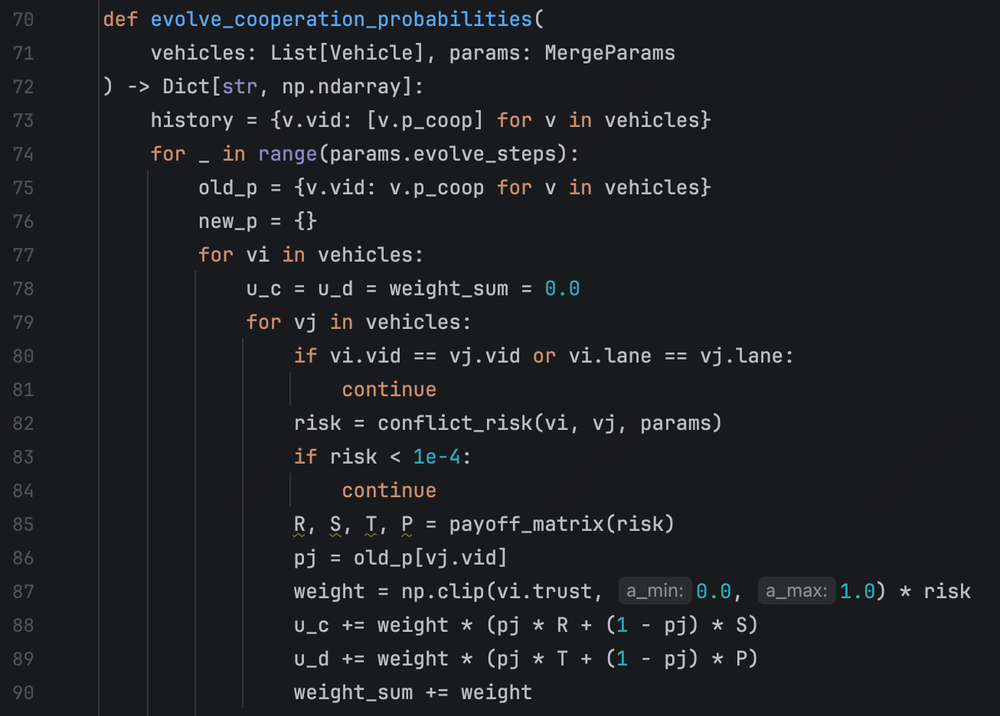 70 def evolve_cooperation_probabilities(
71     vehicles: List[Vehicle], params: MergeParams
72 ) -> Dict[str, np.ndarray]:
73     history = {v.vid: [v.p_coop] for v in vehicles}
74     for _ in range(params.evolve_steps):
75         old_p = {v.vid: v.p_coop for v in vehicles}
76         new_p = {}
77         for vi in vehicles:
78             u_c = u_d = weight_sum = 0.0
79             for vj in vehicles:
80                 if vi.vid == vj.vid or vi.lane == vj.lane:
81                     continue
82                 risk = conflict_risk(vi, vj, params)
83                 if risk < 1e-4:
84                     continue
85                 R, S, T, P = payoff_matrix(risk)
86                 pj = old_p[vj.vid]
87                 weight = np.clip(vi.trust, a_min: 0.0, a_max: 1.0) * risk
88                 u_c += weight * (pj * R + (1 - pj) * S)
89                 u_d += weight * (pj * T + (1 - pj) * P)
90                 weight_sum += weight